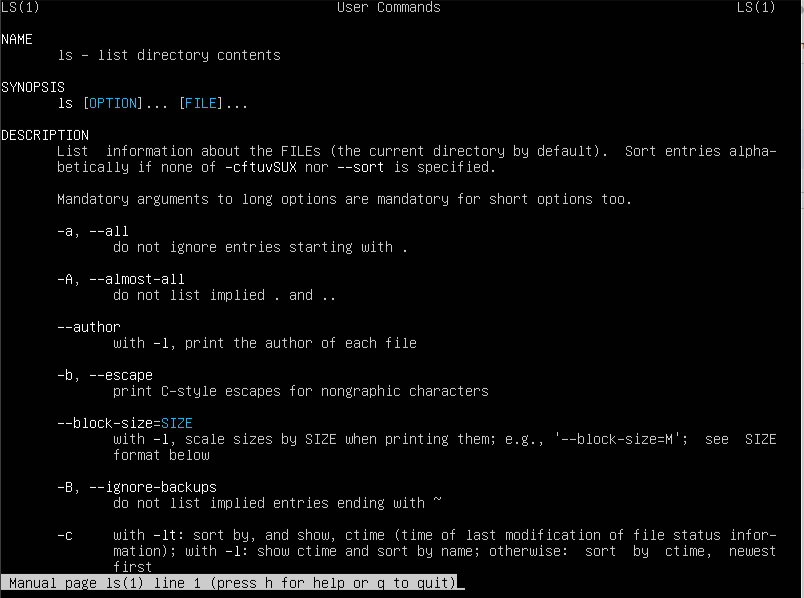 LS(1) User Commands LS(1)
NAME
ls - list directory contents
SYNOPSIS
ls [OPTION]... [FILE]...
DESCRIPTION
List information about the FILEs (the current directory by default). Sort entries alpha-
betically if none of -cftuvSUX nor --sort is specified.
Mandatory arguments to long options are mandatory for short options too.
-a, --all
do not ignore entries starting with .
-A, --almost-all
do not list implied . and ..
--author
with -l, print the author of each file
-b, --escape
print C-style escapes for nongraphic characters
--block-size=SIZE
with -l, scale sizes by SIZE when printing them; e.g., '--block-size=M'; see SIZE
format below
-B, --ignore-backups
do not list implied entries ending with ~
-c with -lt: sort by, and show, ctime (time of last modification of file status infor-
mation); with -l: show ctime and sort by name; otherwise: sort by ctime, newest
first
Manual page ls(1) line 1 (press h for help or q to quit)